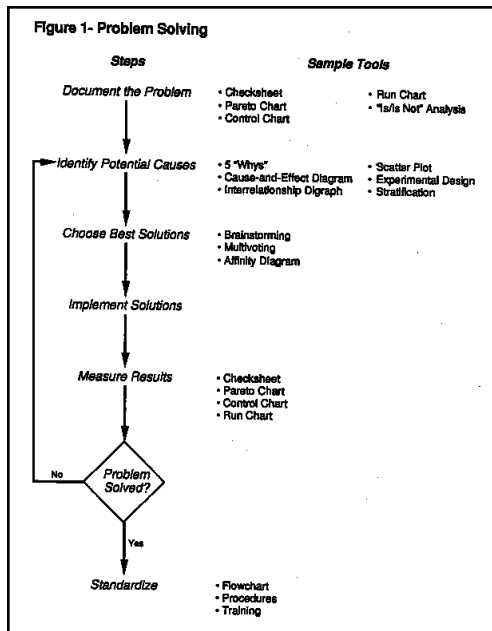 Figure 1- Problem Solving
Steps
Sample Tools
Document the Problem
• Checksheet
• Pareto Chart
• Control Chart
• Run Chart
• "Is/Is Not" Analysis
Identify Potential Causes
• 5 "Whys"
• Cause-and-Effect Diagram
• Interrelationship Digraph
• Scatter Plot
• Experimental Design
• Stratification
Choose Best Solutions
• Brainstorming
• Multivoting
• Affinity Diagram
Implement Solutions
Measure Results
• Checksheet
• Pareto Chart
• Control Chart
• Run Chart
No
Problem
Solved?
Yes
Standardize
• Flowchart
• Procedures
• Training